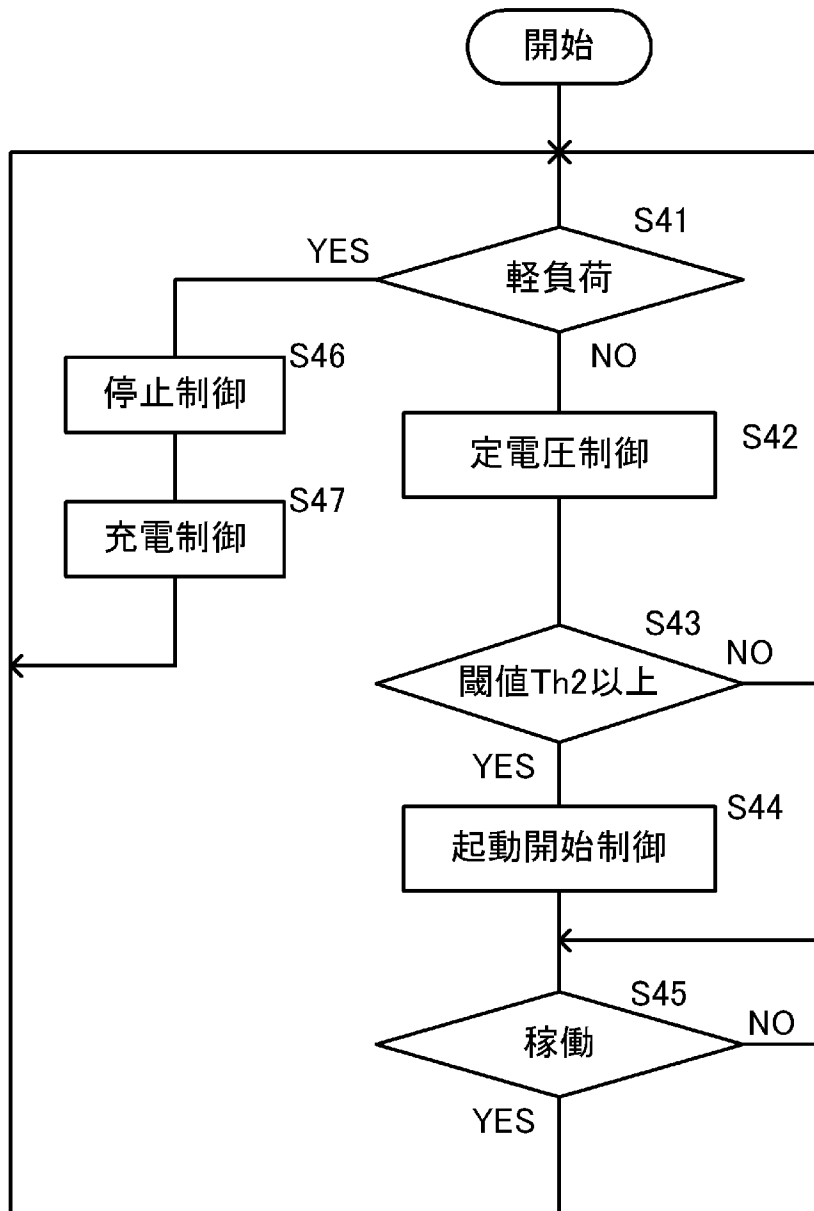 開始
S41
YES
軽負荷
NO
S46
停止制御
S42
定電圧制御
S47
充電制御
S43
NO
閾値Th2以上
YES
S44
起動開始制御
S45
NO
稼働
YES